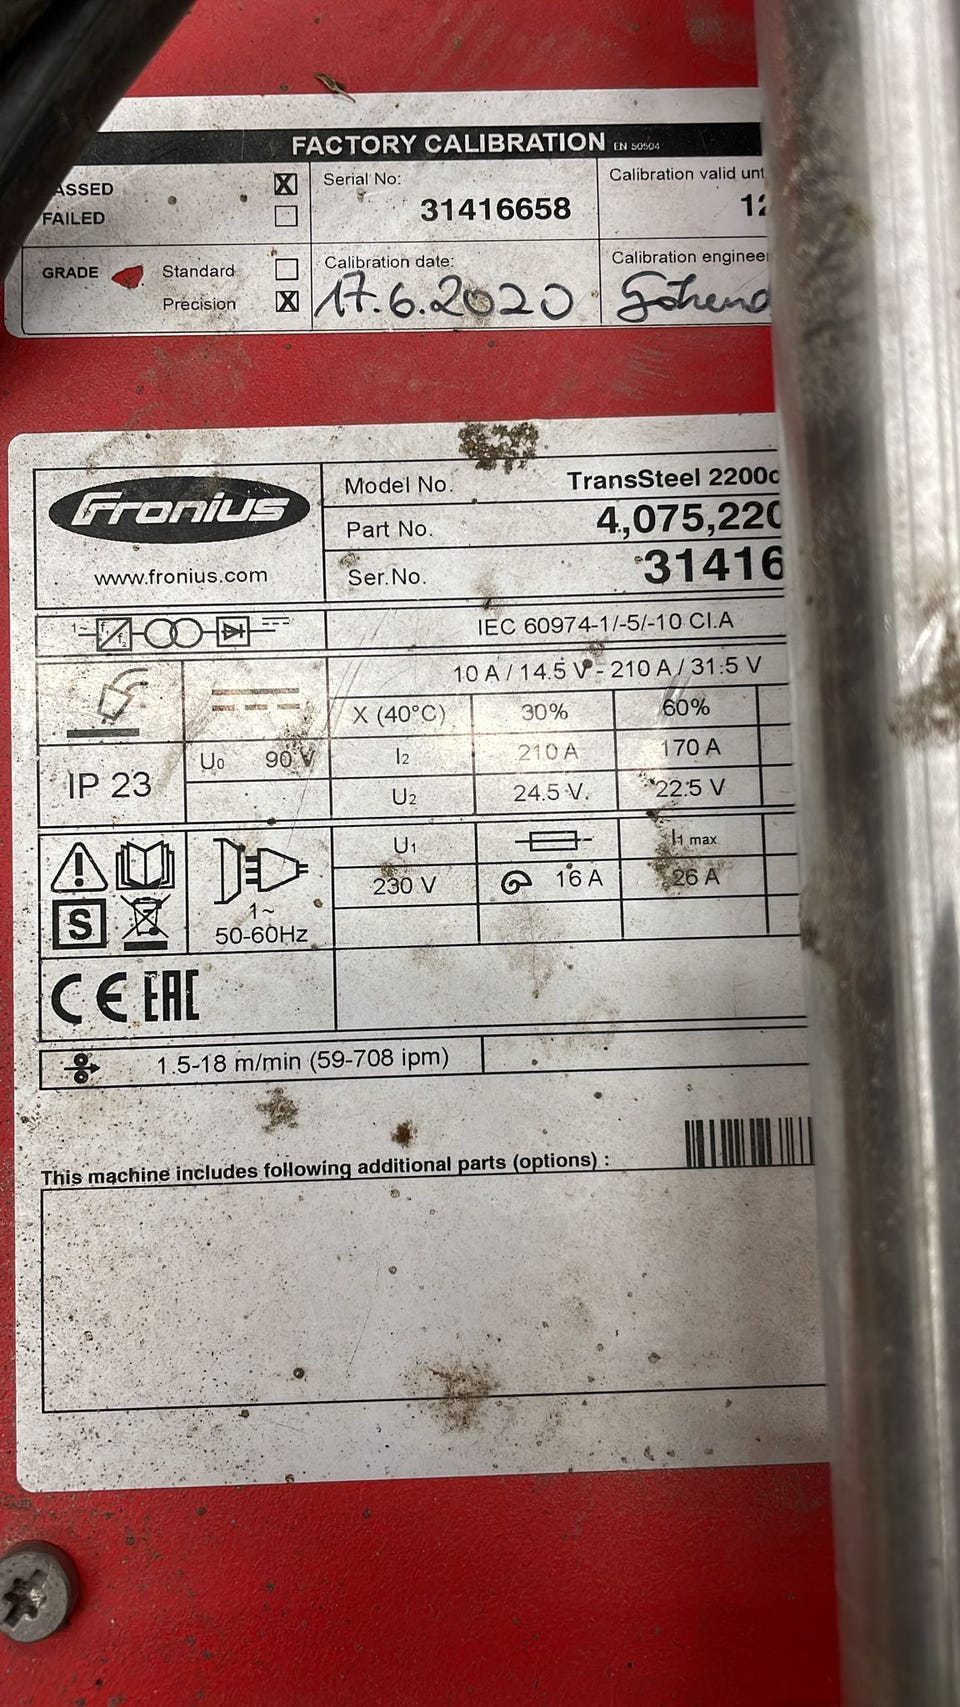 FACTORY CALIBRATION EN 50504
ASSED X
FAILED
Serial No:
31416658
Calibration valid unt
12
GRADE Standard
Precision X
Calibration date:
17.6.2020
Calibration engineer
Fronius
www.fronius.com
Model No. TransSteel 2200c
Part No. 4,075,220
Ser.No. 31416
1~ f1 f2
IEC 60974-1/-5/-10 Cl.A
10 A / 14.5 V - 210 A / 31.5 V
X (40°C) 30% 60%
IP 23
U0 90 V
I2 210 A 170 A
U2 24.5 V. 22.5 V
U1 I1 max
230 V 16 A 26 A
S
1~
50-60Hz
CE EAC
1.5-18 m/min (59-708 ipm)
This machine includes following additional parts (options) :